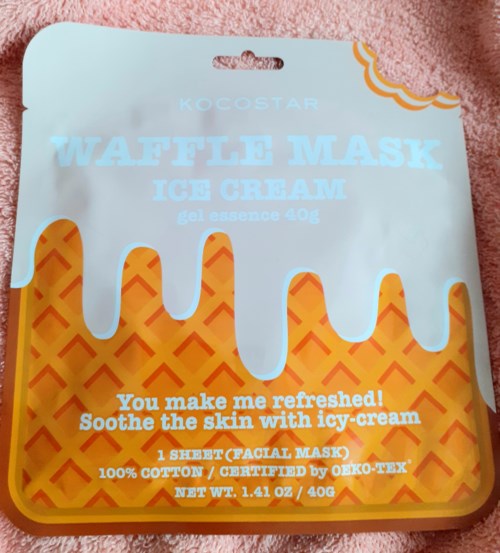 KOCOSTAR
WAFFLE MASK
ICE CREAM
gel essence 40g
You make me refreshed!
Soothe the skin with icy-cream
1 SHEET(FACIAL MASK)
100% COTTON / CERTIFIED by OEKO-TEX®
NET WT. 1.41 OZ / 40G